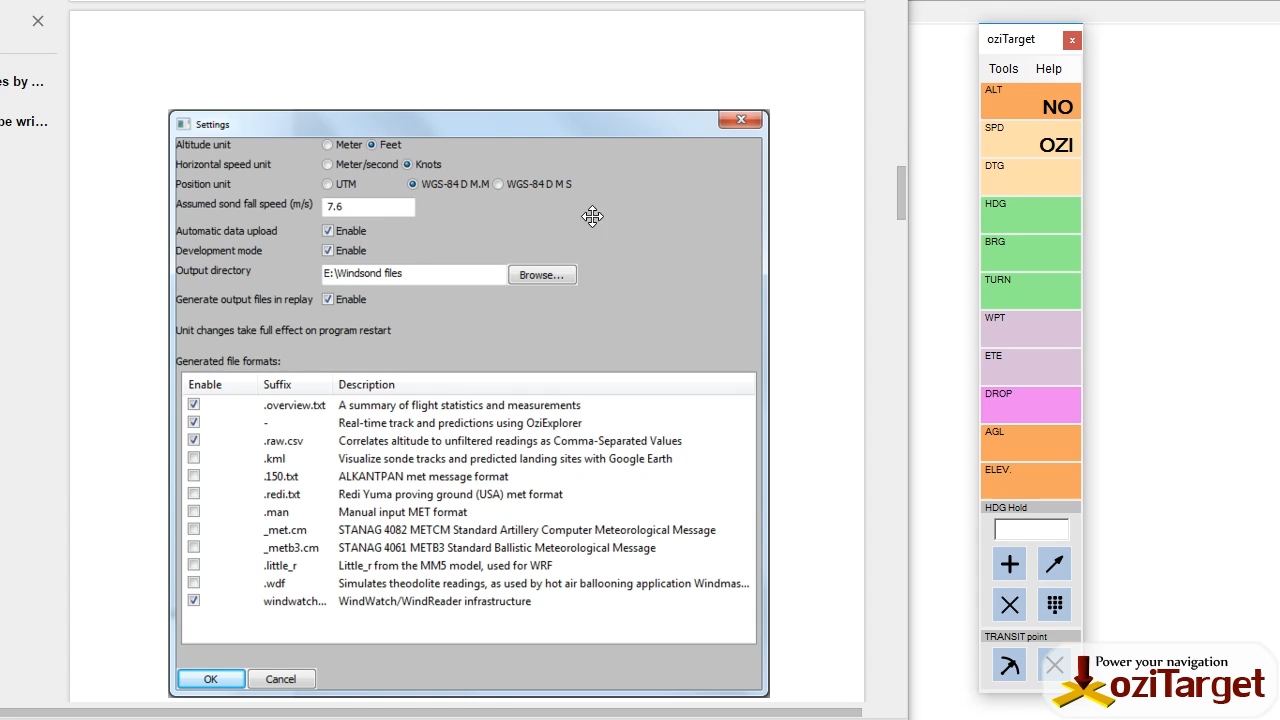 es by ...
be wri...
Settings
Altitude unit Meter Feet
Horizontal speed unit Meter/second Knots
Position unit UTM WGS-84 D M.M WGS-84 D M S
Assumed sond fall speed (m/s) 7.6
Automatic data upload Enable
Development mode Enable
Output directory E:\Windsond files Browse...
Generate output files in replay Enable
Unit changes take full effect on program restart
Generated file formats:
Enable Suffix Description
.overview.txt A summary of flight statistics and measurements
- Real-time track and predictions using OziExplorer
.raw.csv Correlates altitude to unfiltered readings as Comma-Separated Values
.kml Visualize sonde tracks and predicted landing sites with Google Earth
.150.txt ALKANTPAN met message format
.redi.txt Redi Yuma proving ground (USA) met format
.man Manual input MET format
_met.cm STANAG 4082 METCM Standard Artillery Computer Meteorological Message
_metb3.cm STANAG 4061 METB3 Standard Ballistic Meteorological Message
.little_r Little_r from the MM5 model, used for WRF
.wdf Simulates theodolite readings, as used by hot air ballooning application Windmas...
windwatch... WindWatch/WindReader infrastructure
OK Cancel
oziTarget x
Tools Help
ALT NO
SPD OZI
DTG
HDG
BRG
TURN
WPT
ETE
DROP
AGL
ELEV.
HDG Hold
TRANSIT point
Power your navigation
oziTarget